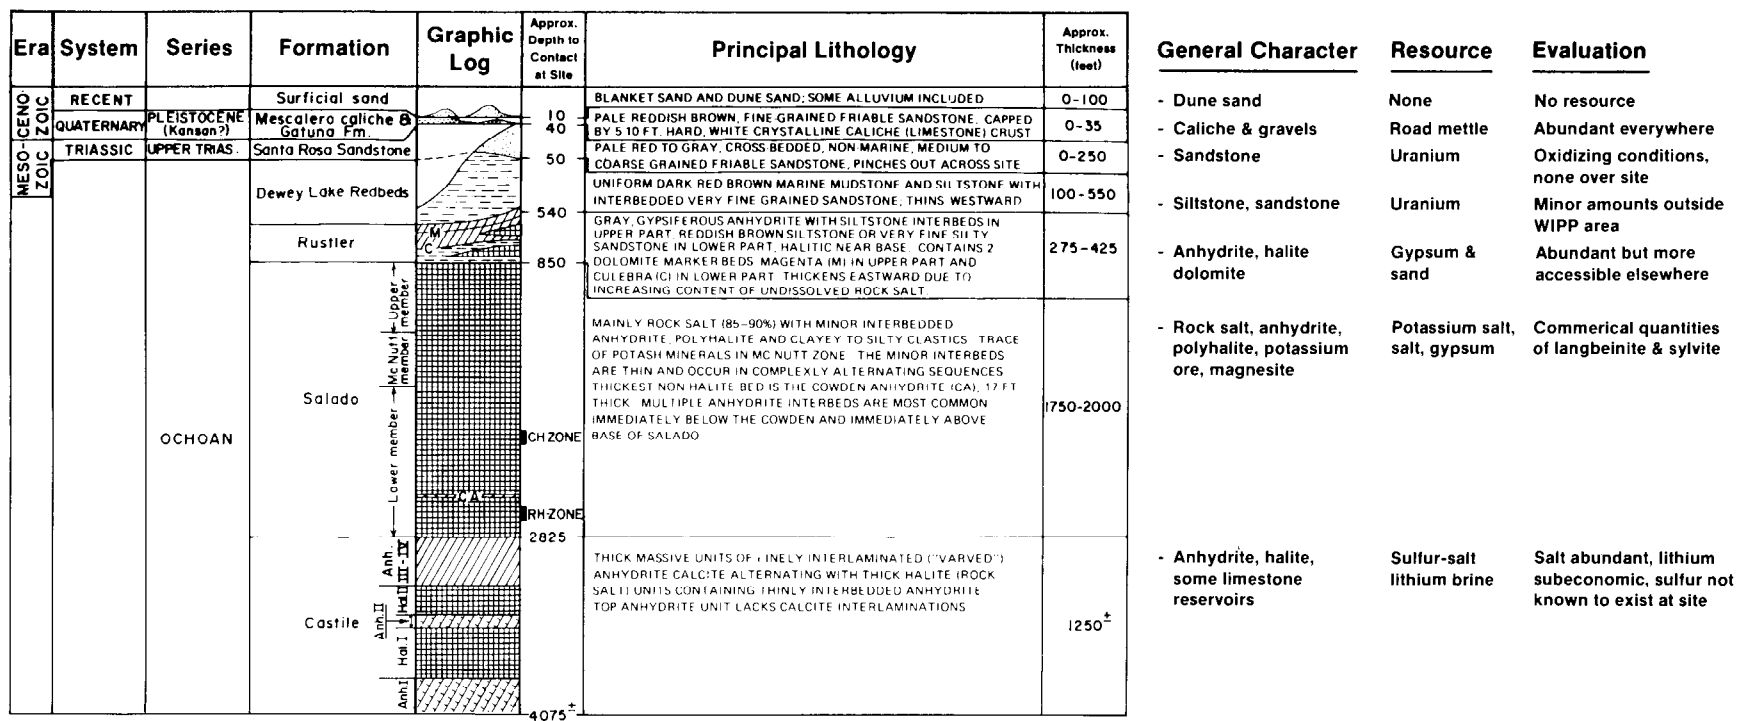 Era
System
Series
Formation
Graphic
Log
Approx.
Depth to
Contact
at Site
Principal Lithology
Approx.
Thickness
(feet)
General Character
Resource
Evaluation
CENO-
ZOIC
RECENT
Surficial sand
BLANKET SAND AND DUNE SAND; SOME ALLUVIUM INCLUDED
0-100
- Dune sand
None
No resource
QUATERNARY
PLEISTOCENE
(Kansan?)
Mescalero caliche &
Gatuna Fm.
10
40
PALE REDDISH BROWN, FINE-GRAINED FRIABLE SANDSTONE, CAPPED
BY 5 10 FT. HARD, WHITE CRYSTALLINE CALICHE (LIMESTONE) CRUST
0-35
- Caliche & gravels
Road mettle
Abundant everywhere
MESO-
ZOIC
TRIASSIC
UPPER TRIAS.
Santa Rosa Sandstone
50
PALE RED TO GRAY, CROSS-BEDDED, NON-MARINE, MEDIUM TO
COARSE GRAINED FRIABLE SANDSTONE, PINCHES OUT ACROSS SITE
0-250
- Sandstone
Uranium
Oxidizing conditions,
none over site
Dewey Lake Redbeds
540
UNIFORM DARK RED BROWN MARINE MUDSTONE AND SILTSTONE WITH
INTERBEDDED VERY FINE GRAINED SANDSTONE; THINS WESTWARD
100-550
- Siltstone, sandstone
Uranium
Minor amounts outside
WIPP area
Rustler
M
C
850
GRAY, GYPSIFEROUS ANHYDRITE WITH SILTSTONE INTERBEDS IN
UPPER PART, REDDISH BROWN SILTSTONE OR VERY FINE SILTY
SANDSTONE IN LOWER PART, HALITIC NEAR BASE. CONTAINS 2
DOLOMITE MARKER BEDS MAGENTA (M) IN UPPER PART AND
CULEBRA (C) IN LOWER PART THICKENS EASTWARD DUE TO
INCREASING CONTENT OF UNDISSOLVED ROCK SALT.
275-425
- Anhydrite, halite
dolomite
Gypsum &
sand
Abundant but more
accessible elsewhere
OCHOAN
Salado
Upper
member
Mc Nutt
member
Lower member
CA
CH ZONE
RH-ZONE
2825
MAINLY ROCK SALT (85-90%) WITH MINOR INTERBEDDED
ANHYDRITE, POLYHALITE AND CLAYEY TO SILTY CLASTICS TRACE
OF POTASH MINERALS IN MC NUTT ZONE THE MINOR INTERBEDS
ARE THIN AND OCCUR IN COMPLEXLY ALTERNATING SEQUENCES
THICKEST NON HALITE BED IS THE COWDEN ANHYDRITE (CA), 17 FT
THICK MULTIPLE ANHYDRITE INTERBEDS ARE MOST COMMON
IMMEDIATELY BELOW THE COWDEN AND IMMEDIATELY ABOVE
BASE OF SALADO
1750-2000
- Rock salt, anhydrite,
polyhalite, potassium
ore, magnesite
Potassium salt,
salt, gypsum
Commerical quantities
of langbeinite & sylvite
Castile
Anh.
III-IV
Hal.II
Anh.II
Hal. I
Anh I
4075±
THICK MASSIVE UNITS OF FINELY INTERLAMINATED ("VARVED")
ANHYDRITE CALCITE ALTERNATING WITH THICK HALITE (ROCK
SALT) UNITS CONTAINING THINLY INTERBEDDED ANHYDRITE
TOP ANHYDRITE UNIT LACKS CALCITE INTERLAMINATIONS
1250±
- Anhydrite, halite,
some limestone
reservoirs
Sulfur-salt
lithium brine
Salt abundant, lithium
subeconomic, sulfur not
known to exist at site